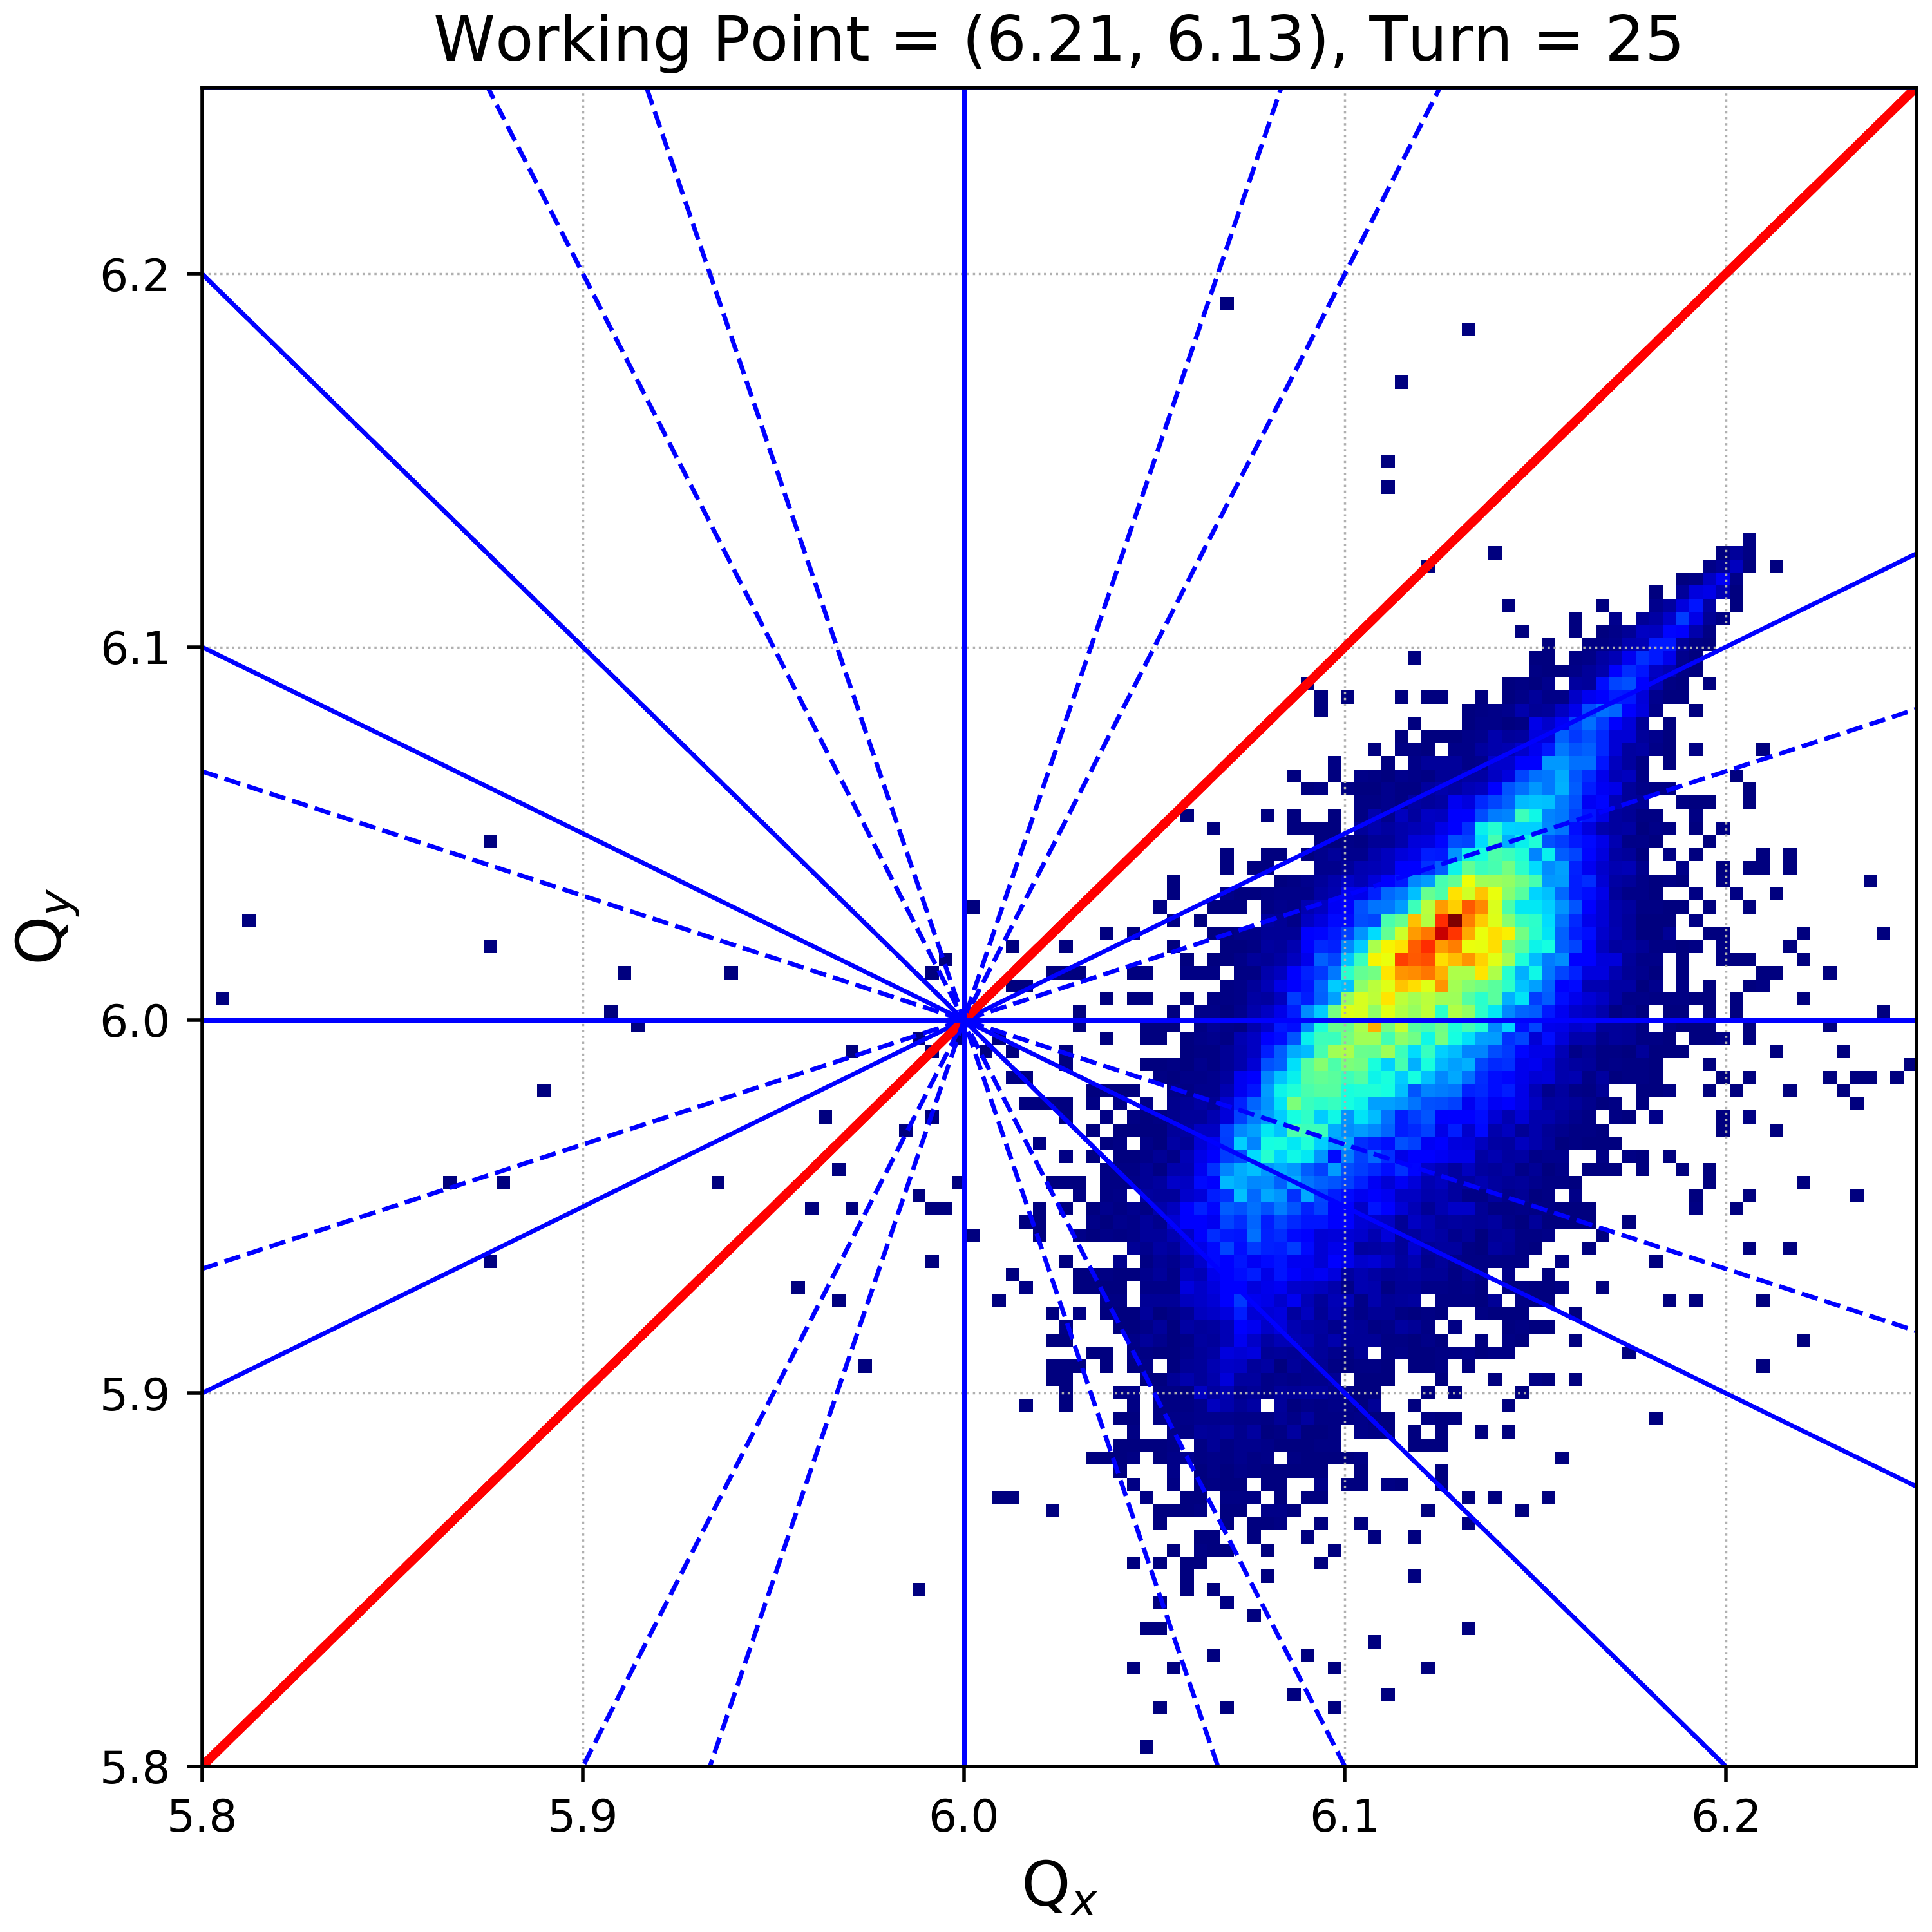 Working Point = (6.21, 6.13), Turn = 25
6.2
6.1
6.0
5.9
5.8
Qy
5.8 5.9 6.0 6.1 6.2
Qx